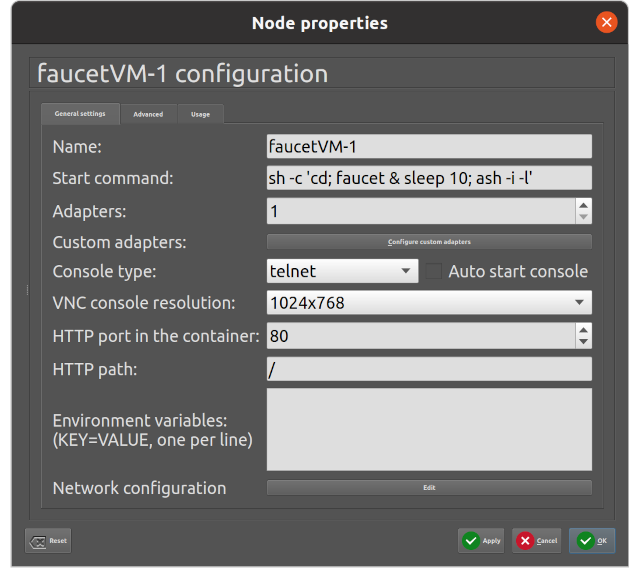 Node properties
faucetVM-1 configuration
General settings Advanced Usage
Name: faucetVM-1
Start command: sh -c 'cd; faucet & sleep 10; ash -i -l'
Adapters: 1
Custom adapters: Configure custom adapters
Console type: telnet Auto start console
VNC console resolution: 1024x768
HTTP port in the container: 80
HTTP path: /
Environment variables:
(KEY=VALUE, one per line)
Network configuration Edit
Reset Apply Cancel OK